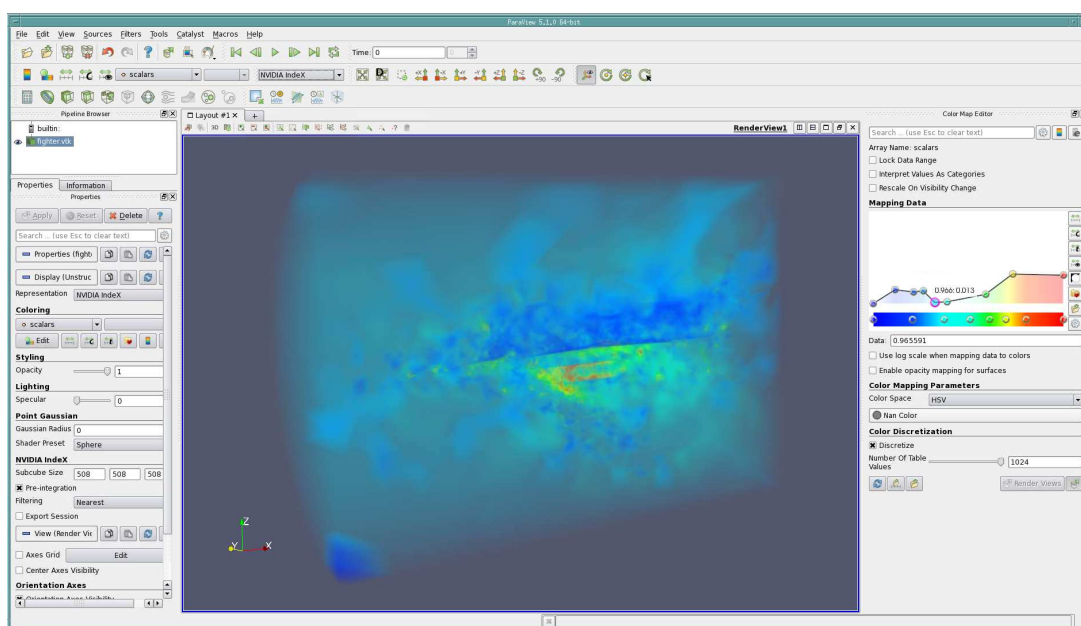 ParaView 5.1.0 64-bit
File Edit View Sources Filters Tools Catalyst Macros Help
Time: 0 0
scalars NVIDIA IndeX
+90 -90
Pipeline Browser
builtin:
fighter.vtk
Properties Information
Properties
Apply Reset Delete ?
Search ... (use Esc to clear text)
Properties (fight
Display (Unstruc
Representation NVIDIA IndeX
Coloring
scalars
Edit
Styling
Opacity 1
Lighting
Specular 0
Point Gaussian
Gaussian Radius 0
Shader Preset Sphere
NVIDIA IndeX
Subcube Size 508 508 508
Pre-integration
Filtering Nearest
Export Session
View (Render Vie
Axes Grid Edit
Center Axes Visibility
Orientation Axes
Orientation Axes Visibility
Layout #1 × +
3D
RenderView1
Z
Y X
Color Map Editor
Search ... (use Esc to clear text)
Array Name: scalars
Lock Data Range
Interpret Values As Categories
Rescale On Visibility Change
Mapping Data
0.966: 0.013
Data: 0.965591
Use log scale when mapping data to colors
Enable opacity mapping for surfaces
Color Mapping Parameters
Color Space HSV
Nan Color
Color Discretization
Discretize
Number Of Table
Values 1024
Render Views